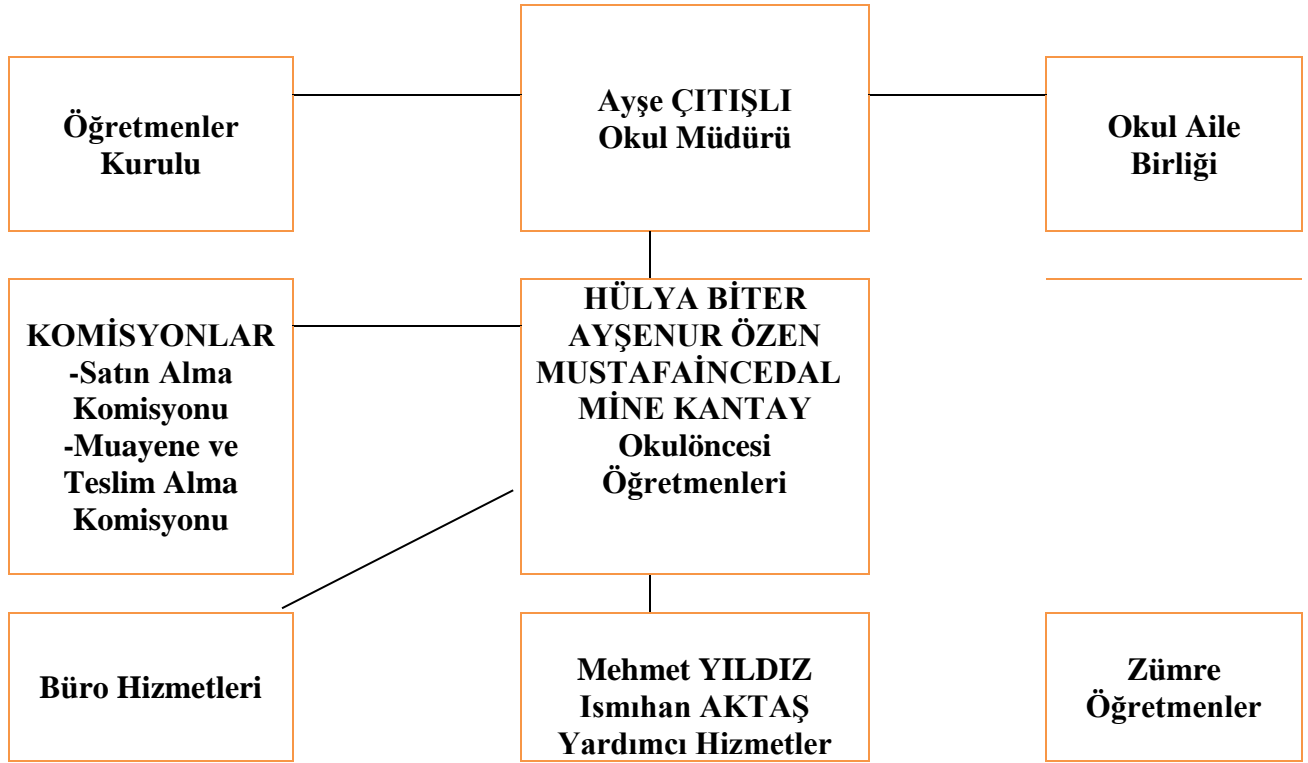 Öğretmenler
Kurulu
Ayşe ÇITIŞLI
Okul Müdürü
Okul Aile
Birliği
KOMİSYONLAR
-Satın Alma
Komisyonu
-Muayene ve
Teslim Alma
Komisyonu
HÜLYA BİTER
AYŞENUR ÖZEN
MUSTAFAİNCEDAL
MİNE KANTAY
Okulöncesi
Öğretmenleri
Büro Hizmetleri
Mehmet YILDIZ
Ismıhan AKTAŞ
Yardımcı Hizmetler
Zümre
Öğretmenler